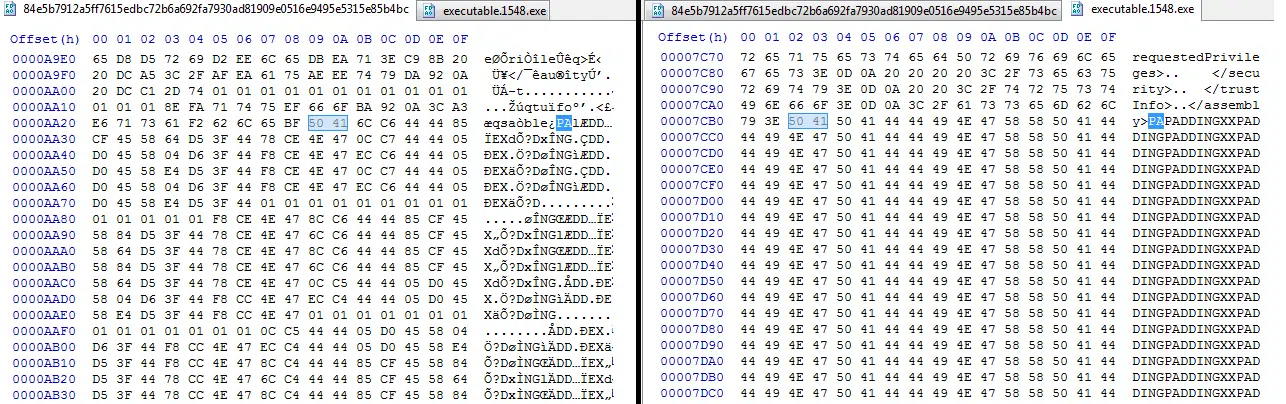 84e5b7912a5ff7615edbc72b6a692fa7930ad81909e0516e9495e5315e85b4bc executable.1548.exe
Offset(h) 00 01 02 03 04 05 06 07 08 09 0A 0B 0C 0D 0E 0F
0000A9E0 65 D8 D5 72 69 D2 EE 6C 65 DB EA 71 3E C9 8B 20 eØÕriÒîleÛêq>É‹
0000A9F0 20 DC A5 3C 2F AF EA 61 75 AE EE 74 79 DA 92 0A Ü¥</¯êau®îtyÚ’.
0000AA00 20 DC C1 2D 74 01 01 01 01 01 01 01 01 01 01 01 ÜÁ-t...........
0000AA10 01 01 01 8E FA 71 74 75 EF 66 6F BA 92 0A 3C A3 ...Žúqtuïfoº’.<£
0000AA20 E6 71 73 61 F2 62 6C 65 BF 50 41 6C C6 44 44 85 æqsaòble¿PAlÆDD…
0000AA30 CF 45 58 64 D5 3F 44 78 CE 4E 47 0C C7 44 44 05 ÏEXdÕ?DxÎNG.ÇDD.
0000AA40 D0 45 58 04 D6 3F 44 F8 CE 4E 47 EC C6 44 44 05 ÐEX.Ö?DøÎNGìÆDD.
0000AA50 D0 45 58 E4 D5 3F 44 F8 CE 4E 47 0C C7 44 44 05 ÐEXäÕ?DøÎNG.ÇDD.
0000AA60 D0 45 58 04 D6 3F 44 F8 CE 4E 47 EC C6 44 44 05 ÐEX.Ö?DøÎNGìÆDD.
0000AA70 D0 45 58 E4 D5 3F 44 01 01 01 01 01 01 01 01 01 ÐEXäÕ?D.........
0000AA80 01 01 01 01 01 F8 CE 4E 47 8C C6 44 44 85 CF 45 .....øÎNGŒÆDD…ÏE
0000AA90 58 84 D5 3F 44 78 CE 4E 47 6C C6 44 44 85 CF 45 X„Õ?DxÎNGlÆDD…ÏE
0000AAA0 58 64 D5 3F 44 78 CE 4E 47 8C C6 44 44 85 CF 45 XdÕ?DxÎNGŒÆDD…ÏE
0000AAB0 58 84 D5 3F 44 78 CE 4E 47 6C C6 44 44 85 CF 45 X„Õ?DxÎNGlÆDD…ÏE
0000AAC0 58 64 D5 3F 44 78 CE 4E 47 0C C5 44 44 05 D0 45 XdÕ?DxÎNG.ÅDD.ÐE
0000AAD0 58 04 D6 3F 44 F8 CC 4E 47 EC C4 44 44 05 D0 45 X.Ö?DøÌNGìÄDD.ÐE
0000AAE0 58 E4 D5 3F 44 F8 CC 4E 47 01 01 01 01 01 01 01 XäÕ?DøÌNG.......
0000AAF0 01 01 01 01 01 01 01 0C C5 44 44 05 D0 45 58 04 ........ÅDD.ÐEX.
0000AB00 D6 3F 44 F8 CC 4E 47 EC C4 44 44 05 D0 45 58 E4 Ö?DøÌNGìÄDD.ÐEXä
0000AB10 D5 3F 44 F8 CC 4E 47 8C C4 44 44 85 CF 45 58 84 Õ?DøÌNGŒÄDD…ÏEX„
0000AB20 D5 3F 44 78 CC 4E 47 6C C4 44 44 85 CF 45 58 64 Õ?DxÌNGlÄDD…ÏEXd
0000AB30 D5 3F 44 78 CC 4E 47 8C C4 44 44 85 CF 45 58 84 Õ?DxÌNGŒÄDD…ÏEX„
84e5b7912a5ff7615edbc72b6a692fa7930ad81909e0516e9495e5315e85b4bc executable.1548.exe
Offset(h) 00 01 02 03 04 05 06 07 08 09 0A 0B 0C 0D 0E 0F
00007C70 72 65 71 75 65 73 74 65 64 50 72 69 76 69 6C 65 requestedPrivile
00007C80 67 65 73 3E 0D 0A 20 20 20 20 3C 2F 73 65 63 75 ges>..    </secu
00007C90 72 69 74 79 3E 0D 0A 20 20 3C 2F 74 72 75 73 74 rity>..  </trust
00007CA0 49 6E 66 6F 3E 0D 0A 3C 2F 61 73 73 65 6D 62 6C Info>..</assembl
00007CB0 79 3E 50 41 50 41 44 44 49 4E 47 58 58 50 41 44 y>PAPADDINGXXPAD
00007CC0 44 49 4E 47 50 41 44 44 49 4E 47 58 58 50 41 44 DINGPADDINGXXPAD
00007CD0 44 49 4E 47 50 41 44 44 49 4E 47 58 58 50 41 44 DINGPADDINGXXPAD
00007CE0 44 49 4E 47 50 41 44 44 49 4E 47 58 58 50 41 44 DINGPADDINGXXPAD
00007CF0 44 49 4E 47 50 41 44 44 49 4E 47 58 58 50 41 44 DINGPADDINGXXPAD
00007D00 44 49 4E 47 50 41 44 44 49 4E 47 58 58 50 41 44 DINGPADDINGXXPAD
00007D10 44 49 4E 47 50 41 44 44 49 4E 47 58 58 50 41 44 DINGPADDINGXXPAD
00007D20 44 49 4E 47 50 41 44 44 49 4E 47 58 58 50 41 44 DINGPADDINGXXPAD
00007D30 44 49 4E 47 50 41 44 44 49 4E 47 58 58 50 41 44 DINGPADDINGXXPAD
00007D40 44 49 4E 47 50 41 44 44 49 4E 47 58 58 50 41 44 DINGPADDINGXXPAD
00007D50 44 49 4E 47 50 41 44 44 49 4E 47 58 58 50 41 44 DINGPADDINGXXPAD
00007D60 44 49 4E 47 50 41 44 44 49 4E 47 58 58 50 41 44 DINGPADDINGXXPAD
00007D70 44 49 4E 47 50 41 44 44 49 4E 47 58 58 50 41 44 DINGPADDINGXXPAD
00007D80 44 49 4E 47 50 41 44 44 49 4E 47 58 58 50 41 44 DINGPADDINGXXPAD
00007D90 44 49 4E 47 50 41 44 44 49 4E 47 58 58 50 41 44 DINGPADDINGXXPAD
00007DA0 44 49 4E 47 50 41 44 44 49 4E 47 58 58 50 41 44 DINGPADDINGXXPAD
00007DB0 44 49 4E 47 50 41 44 44 49 4E 47 58 58 50 41 44 DINGPADDINGXXPAD
00007DC0 44 49 4E 47 50 41 44 44 49 4E 47 58 58 50 41 44 DINGPADDINGXXPAD